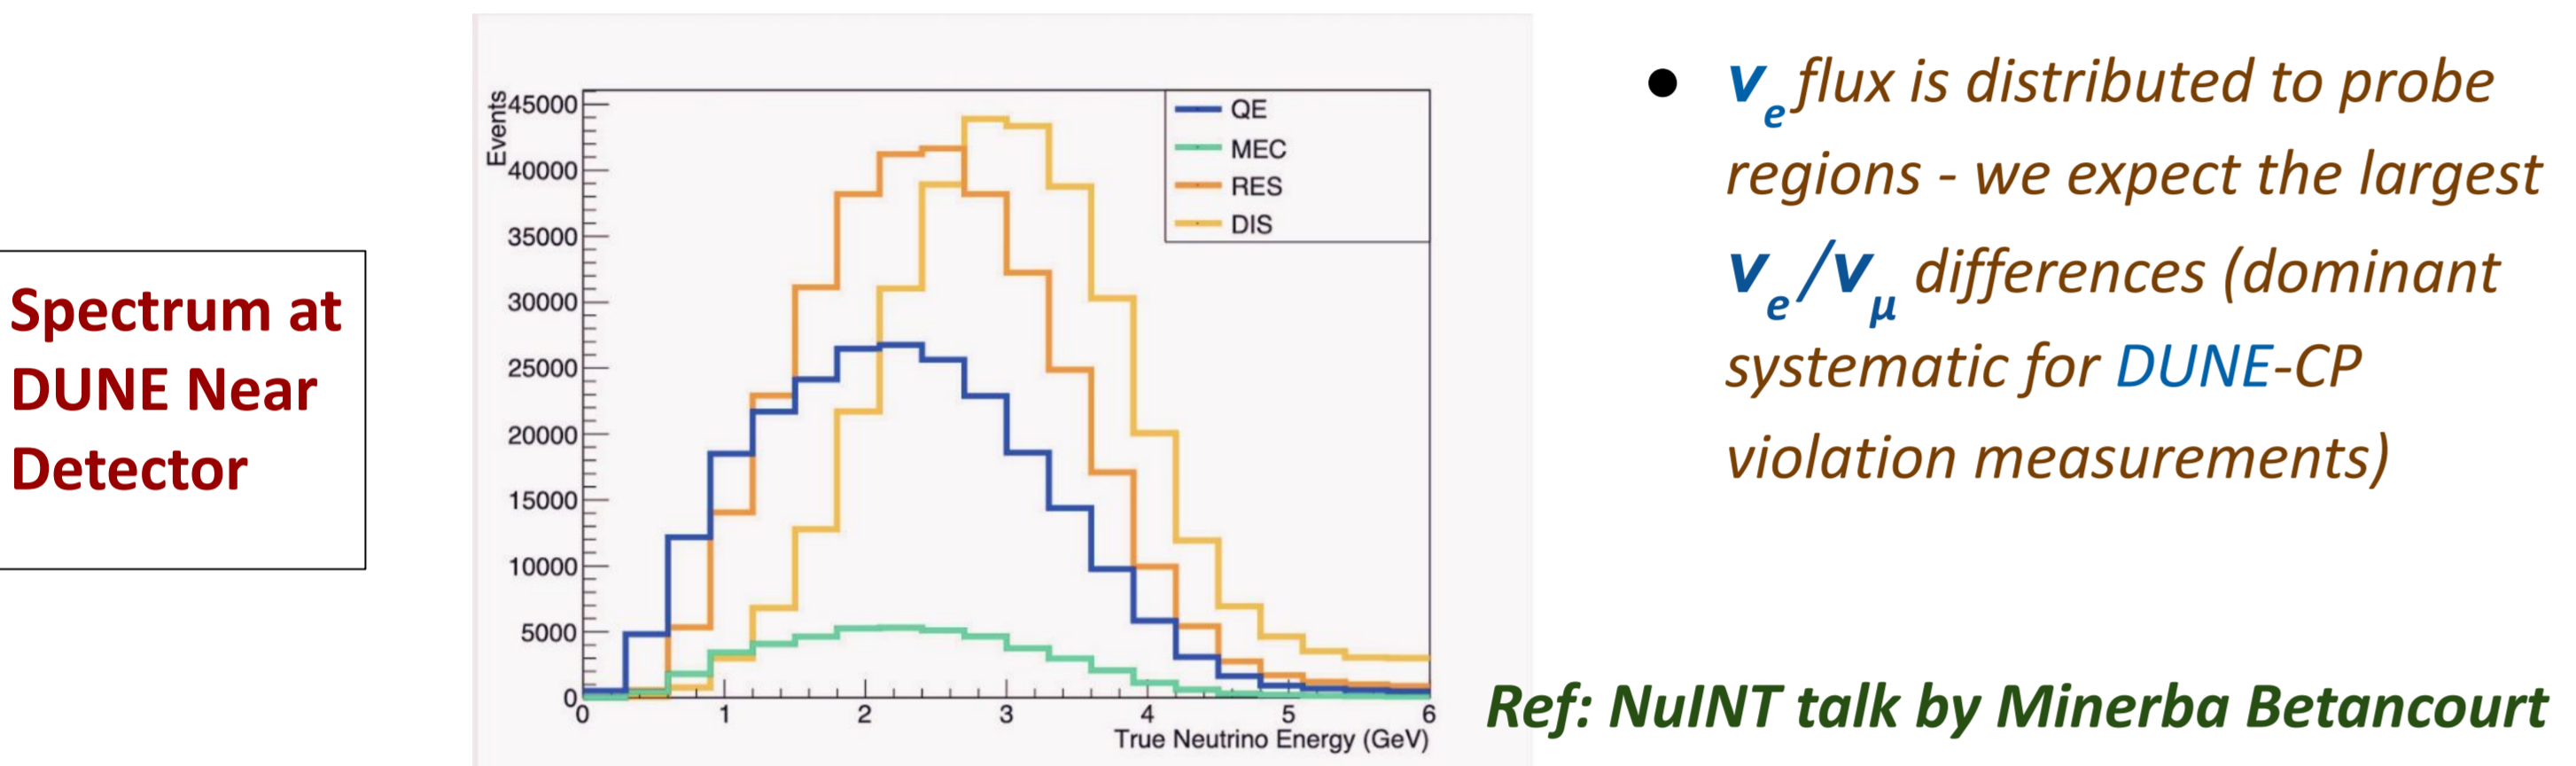 Spectrum at
DUNE Near
Detector
Events
45000
40000
35000
30000
25000
20000
15000
10000
5000
0
0 1 2 3 4 5 6
True Neutrino Energy (GeV)
QE
MEC
RES
DIS
● νe flux is distributed to probe
regions - we expect the largest
νe/νμ differences (dominant
systematic for DUNE-CP
violation measurements)
Ref: NuINT talk by Minerba Betancourt